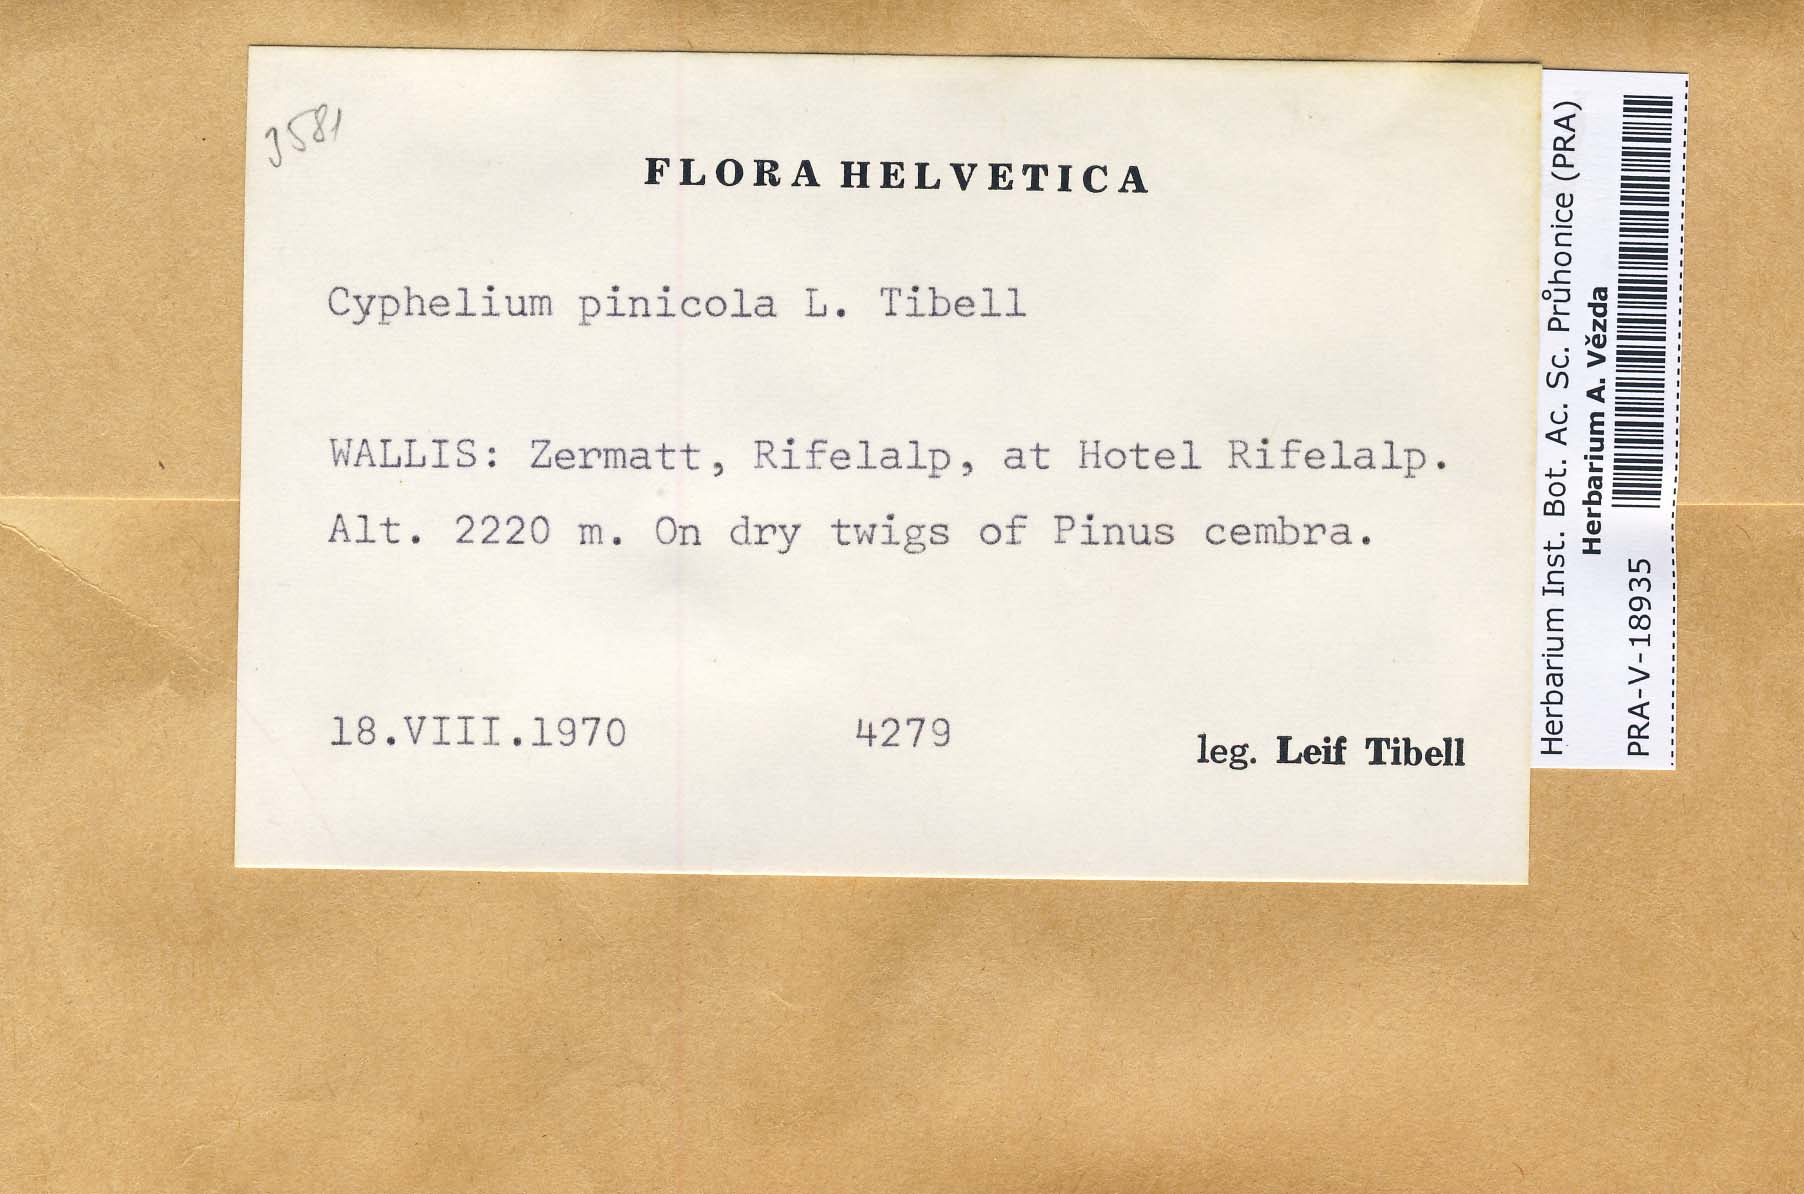 3581
FLORA HELVETICA
Cyphelium pinicola L. Tibell
WALLIS: Zermatt, Rifelalp, at Hotel Rifelalp.
Alt. 2220 m. On dry twigs of Pinus cembra.
18.VIII.1970 4279 leg. Leif Tibell
Herbarium Inst. Bot. Ac. Sc. Průhonice (PRA)
Herbarium A. Vězda
PRA-V-18935